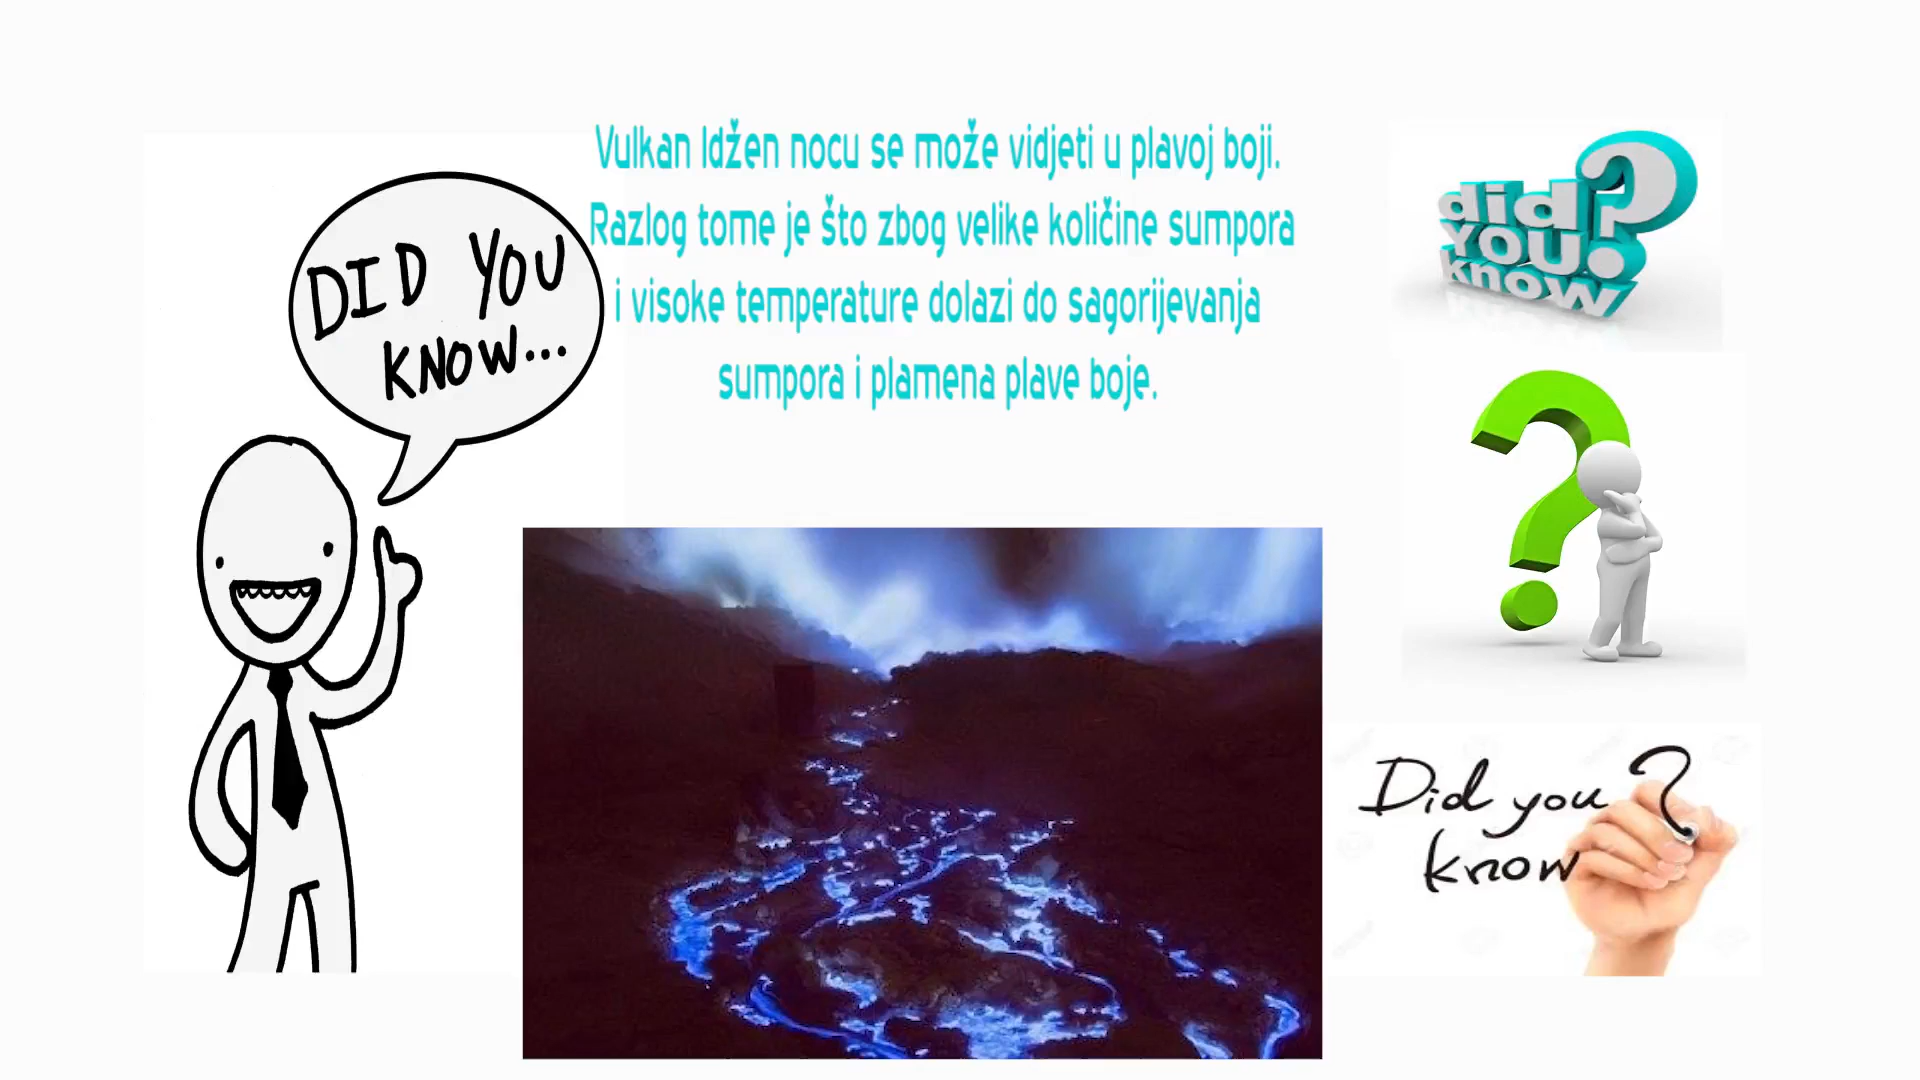 DID YOU
KNOW...
Vulkan Idžen nocu se može vidjeti u plavoj boji.
Razlog tome je što zbog velike količine sumpora
i visoke temperature dolazi do sagorijevanja
sumpora i plamena plave boje.
did
you
know
?
?
Did you ?
know